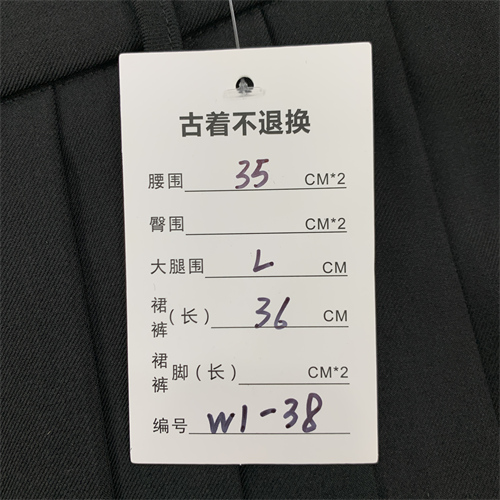 古着不退换
腰围 35 CM*2
臀围 CM*2
大腿围 L CM
裙裤(长) 36 CM
裙裤脚(长) CM*2
编号 W1-38